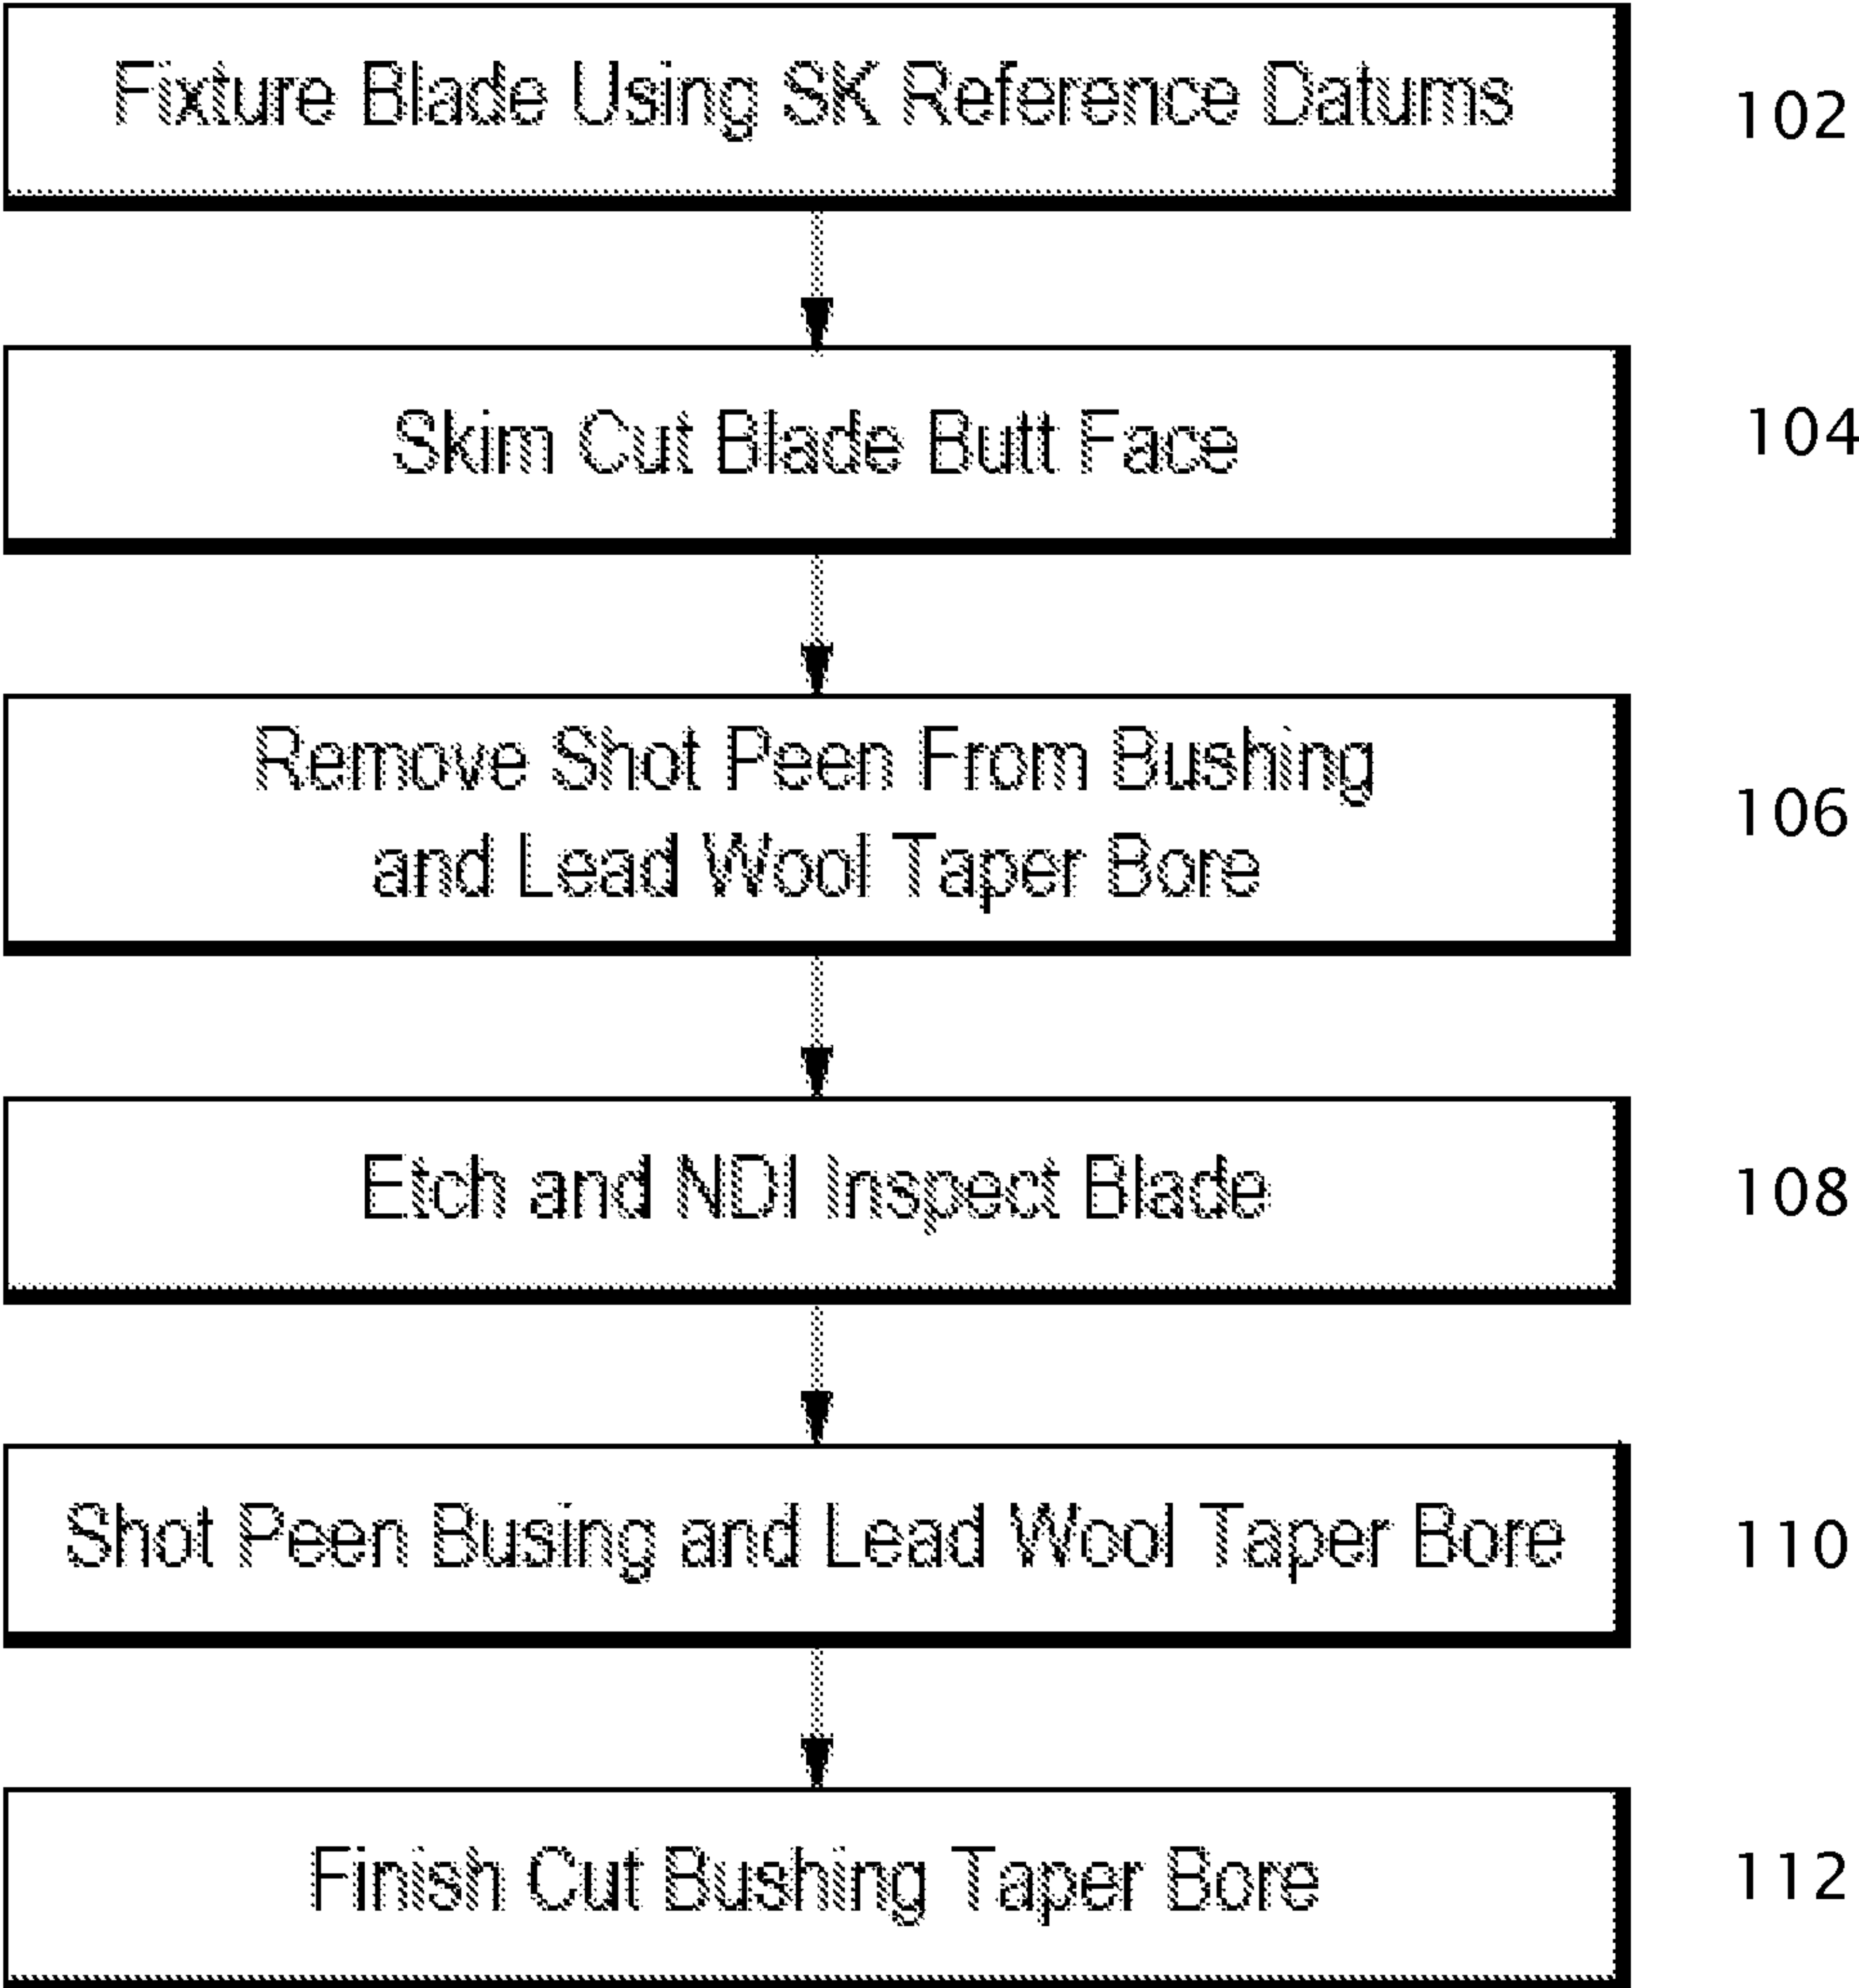 Fixture Blade Using SK Reference Datums
102
Skim Cut Blade Butt Face
104
Remove Shot Peen From Bushing
and Lead Wool Taper Bore
106
Etch and NDI Inspect Blade
108
Shot Peen Busing and Lead Wool Taper Bore
110
Finish Cut Bushing Taper Bore
112